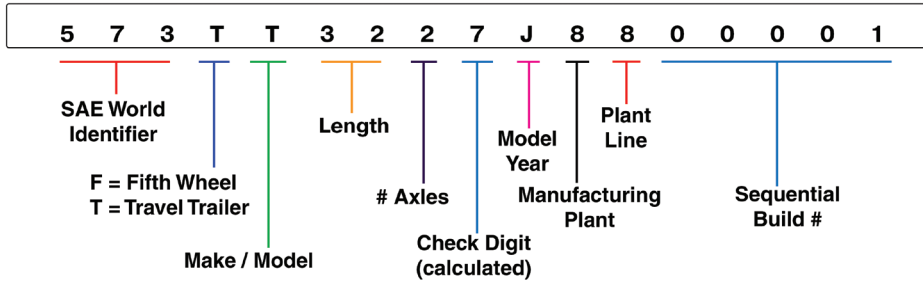 5 7 3 T T 3 2 2 7 J 8 8 0 0 0 0 1
SAE World
Identifier
F = Fifth Wheel
T = Travel Trailer
Make / Model
Length
# Axles
Check Digit
(calculated)
Model
Year
Manufacturing
Plant
Plant
Line
Sequential
Build #